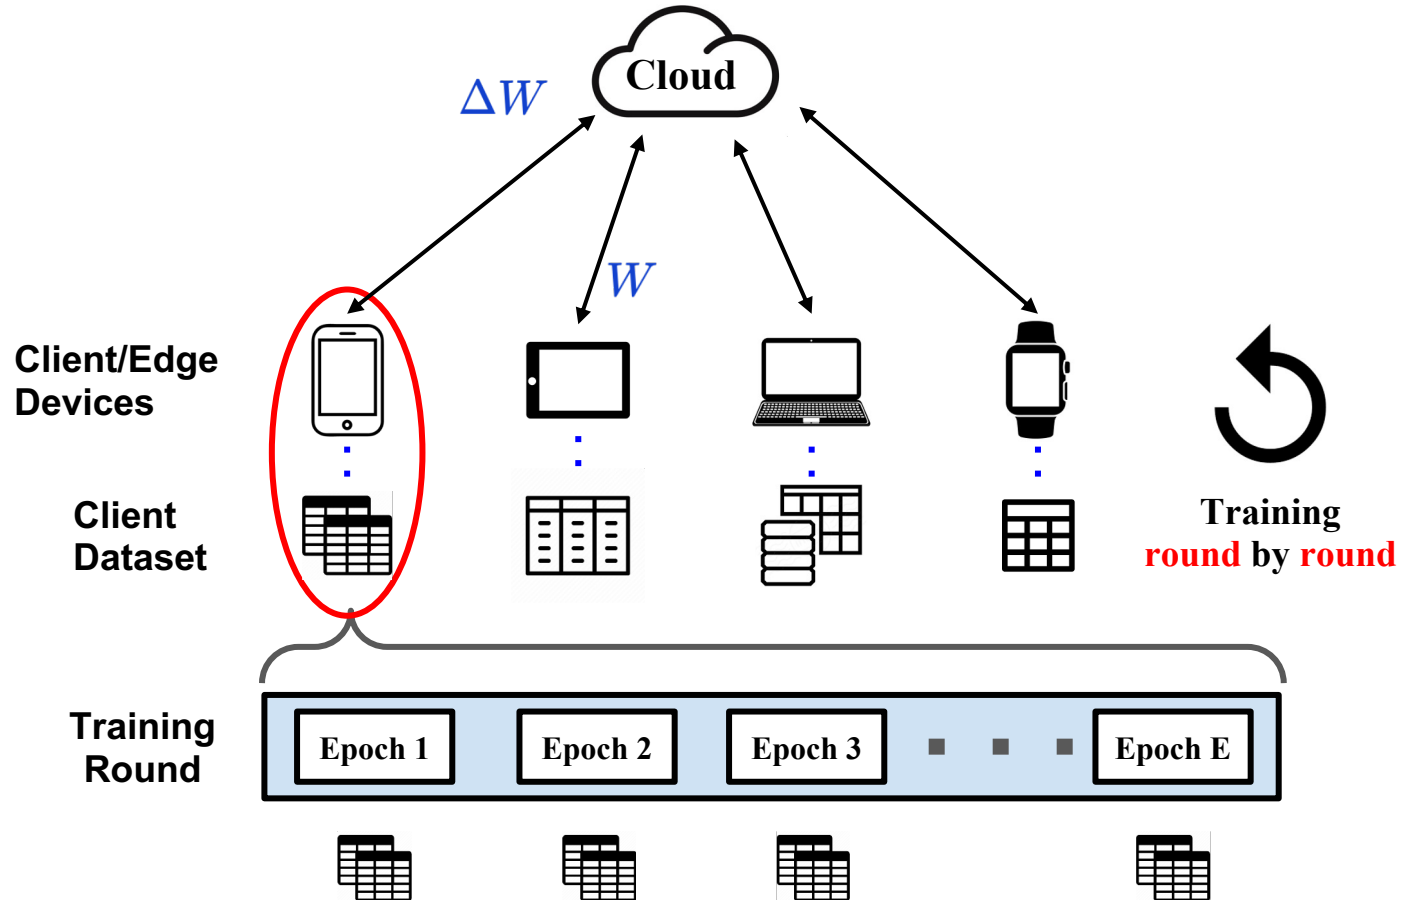 Cloud
ΔW
W
Client/Edge
Devices
Client
Dataset
Training
round by round
Training
Round
Epoch 1
Epoch 2
Epoch 3
Epoch E